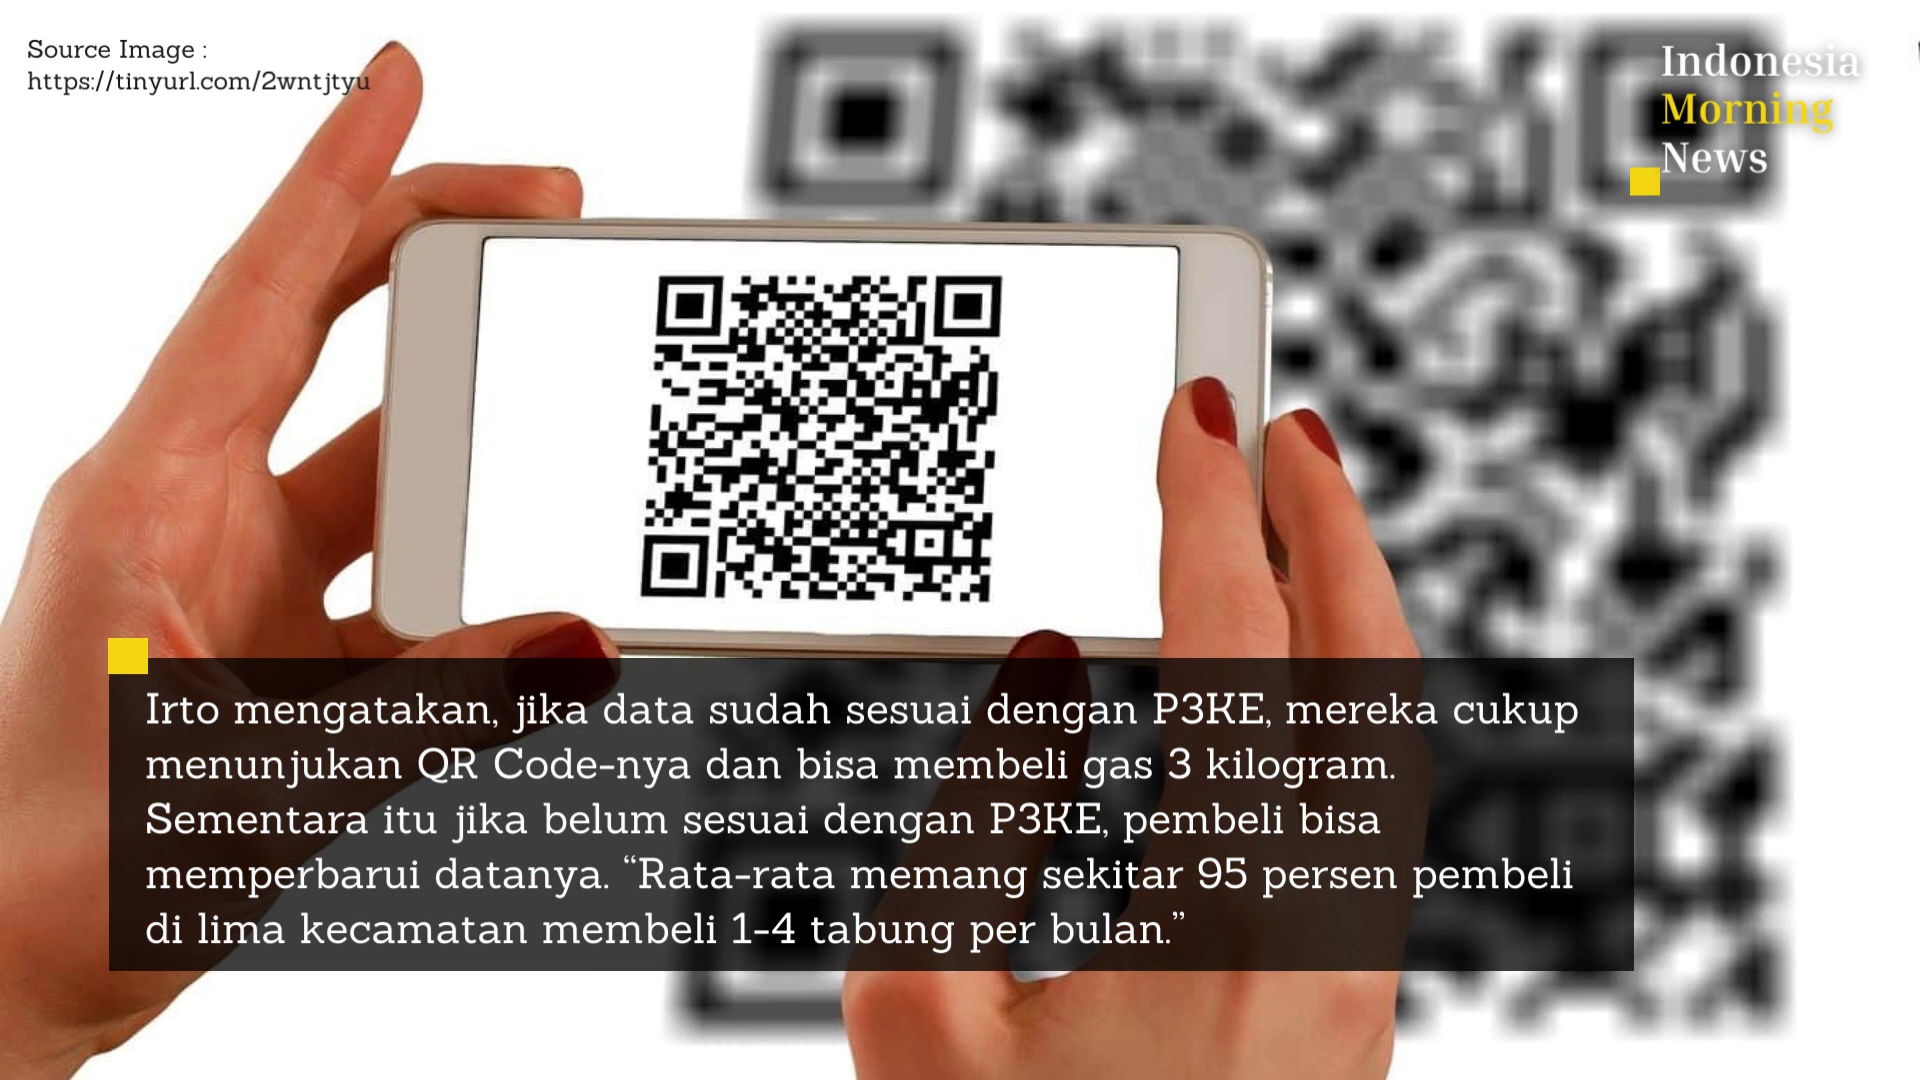 Source Image :
https://tinyurl.com/2wntjtyu
Indonesia
Morning
News
Irto mengatakan, jika data sudah sesuai dengan P3KE, mereka cukup
menunjukan QR Code-nya dan bisa membeli gas 3 kilogram.
Sementara itu jika belum sesuai dengan P3KE, pembeli bisa
memperbarui datanya. “Rata-rata memang sekitar 95 persen pembeli
di lima kecamatan membeli 1-4 tabung per bulan.”